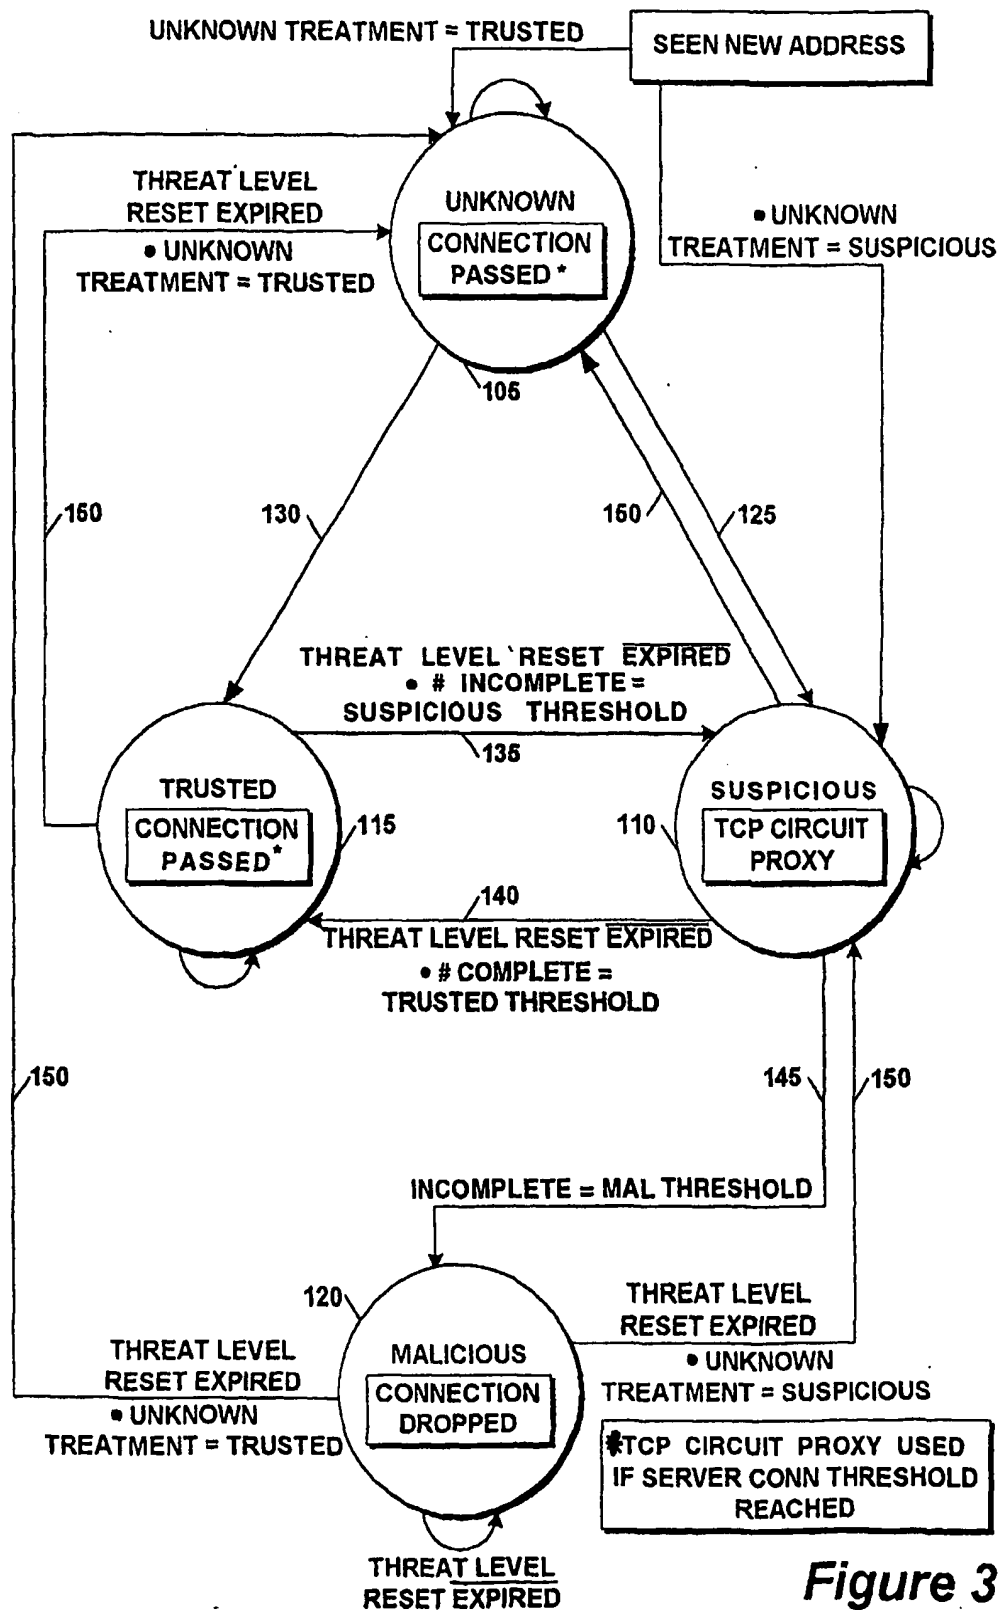 UNKNOWN TREATMENT = TRUSTED
SEEN NEW ADDRESS
THREAT LEVEL
RESET EXPIRED
• UNKNOWN
TREATMENT = TRUSTED
UNKNOWN
CONNECTION
PASSED *
• UNKNOWN
TREATMENT = SUSPICIOUS
105
150
130
150
125
THREAT LEVEL RESET EXPIRED
• # INCOMPLETE =
SUSPICIOUS THRESHOLD
135
TRUSTED
CONNECTION
PASSED *
115
110
SUSPICIOUS
TCP CIRCUIT
PROXY
140
THREAT LEVEL RESET EXPIRED
• # COMPLETE =
TRUSTED THRESHOLD
150
145
150
INCOMPLETE = MAL THRESHOLD
120
THREAT LEVEL
RESET EXPIRED
• UNKNOWN
TREATMENT = SUSPICIOUS
THREAT LEVEL
RESET EXPIRED
• UNKNOWN
TREATMENT = TRUSTED
MALICIOUS
CONNECTION
DROPPED
*TCP CIRCUIT PROXY USED
IF SERVER CONN THRESHOLD
REACHED
THREAT LEVEL
RESET EXPIRED
Figure 3